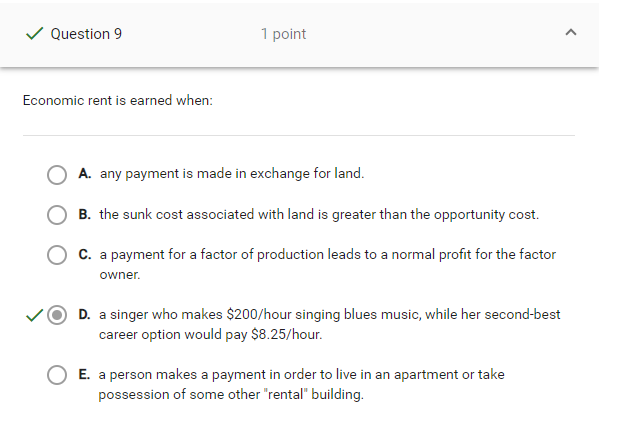 Question 9 1 point
Economic rent is earned when:
A. any payment is made in exchange for land.
B. the sunk cost associated with land is greater than the opportunity cost.
C. a payment for a factor of production leads to a normal profit for the factor
owner.
D. a singer who makes $200/hour singing blues music, while her second-best
career option would pay $8.25/hour.
E. a person makes a payment in order to live in an apartment or take
possession of some other "rental" building.